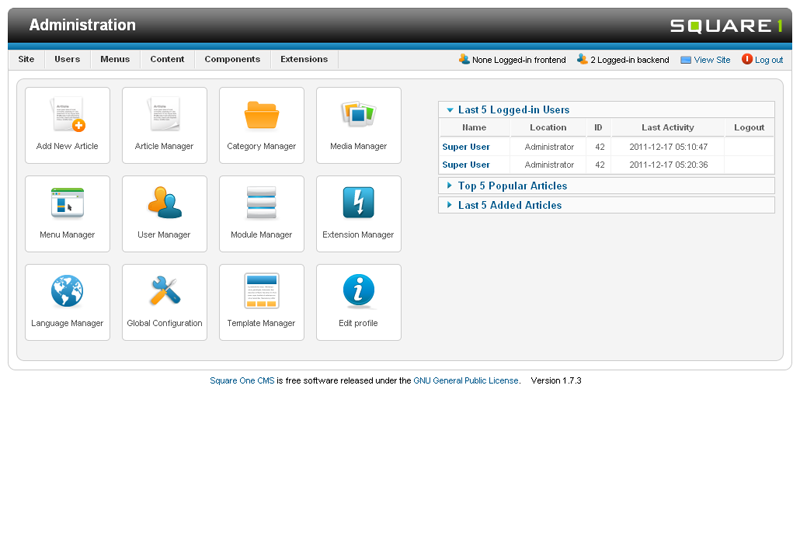 Administration
SQUARE 1
Site Users Menus Content Components Extensions
None Logged-in frontend 2 Logged-in backend View Site Log out
Add New Article Article Manager Category Manager Media Manager
Menu Manager User Manager Module Manager Extension Manager
Language Manager Global Configuration Template Manager Edit profile
Last 5 Logged-in Users
Name Location ID Last Activity Logout
Super User Administrator 42 2011-12-17 05:10:47
Super User Administrator 42 2011-12-17 05:20:36
Top 5 Popular Articles
Last 5 Added Articles
Square One CMS is free software released under the GNU General Public License. Version 1.7.3